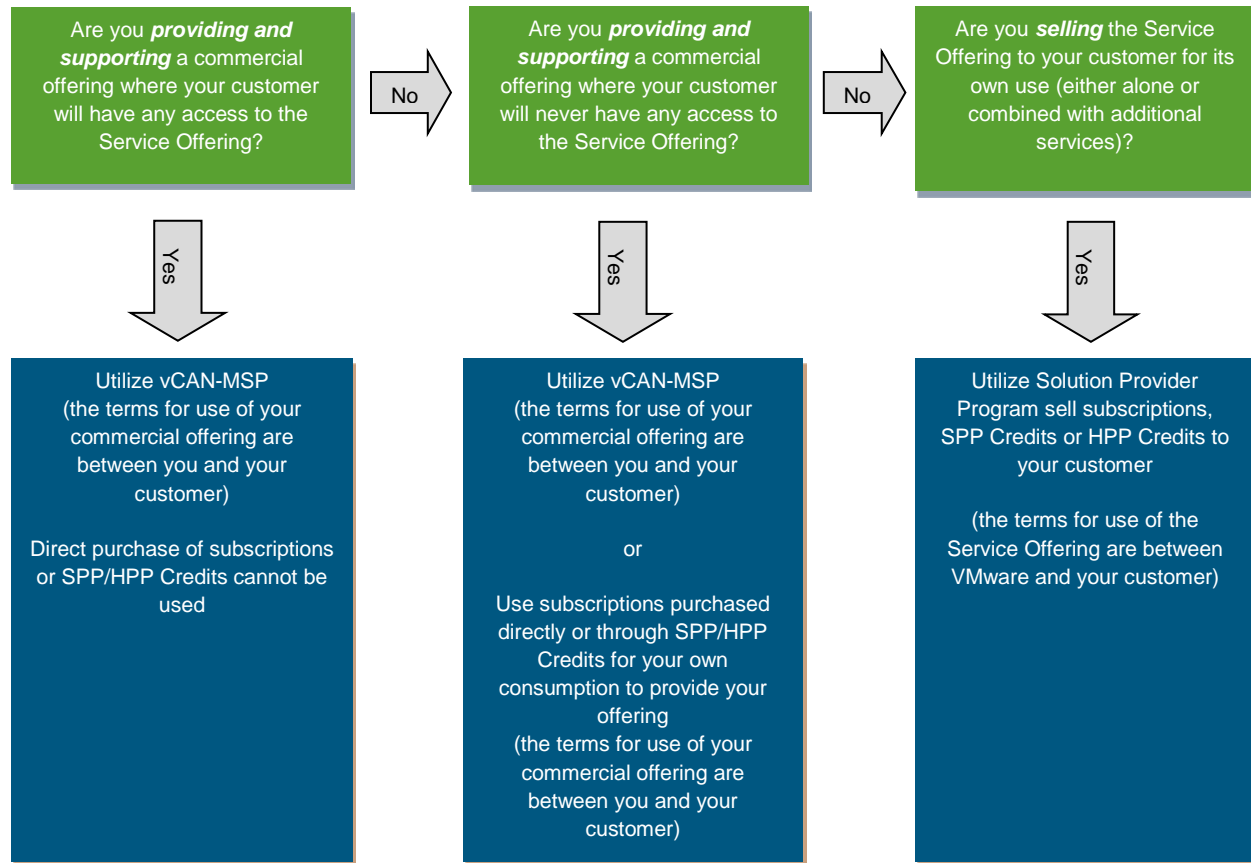 Are you providing and
supporting a commercial
offering where your customer
will have any access to the
Service Offering?
No
Are you providing and
supporting a commercial
offering where your customer
will never have any access to
the Service Offering?
No
Are you selling the Service
Offering to your customer for its
own use (either alone or
combined with additional
services)?
Yes
Yes
Yes
Utilize vCAN-MSP
(the terms for use of your
commercial offering are
between you and your
customer)
Direct purchase of subscriptions
or SPP/HPP Credits cannot be
used
Utilize vCAN-MSP
(the terms for use of your
commercial offering are
between you and your
customer)
or
Use subscriptions purchased
directly or through SPP/HPP
Credits for your own
consumption to provide your
offering
(the terms for use of your
commercial offering are
between you and your
customer)
Utilize Solution Provider
Program sell subscriptions,
SPP Credits or HPP Credits to
your customer
(the terms for use of the
Service Offering are between
VMware and your customer)